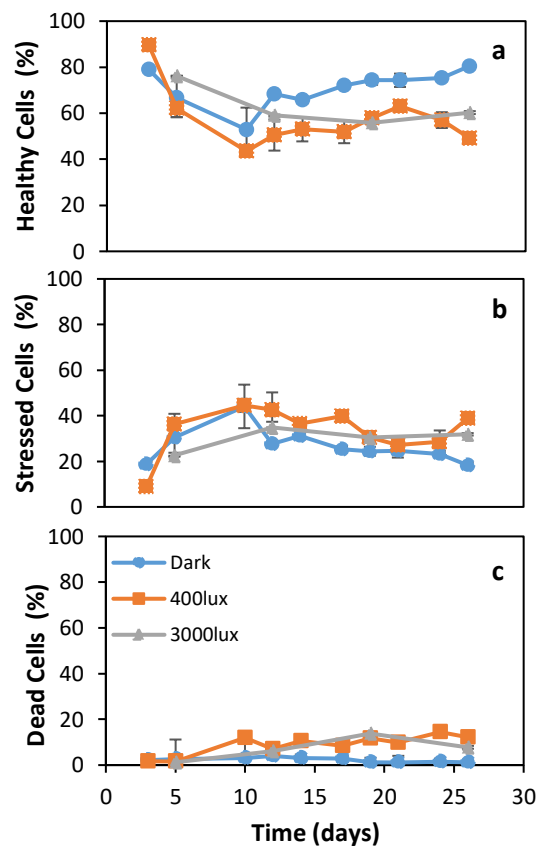 100
80
60
40
20
0
Healthy Cells (%)
a
100
80
60
40
20
0
Stressed Cells (%)
b
100
80
60
40
20
0
Dead Cells (%)
c
Dark
400lux
3000lux
0 5 10 15 20 25 30
Time (days)